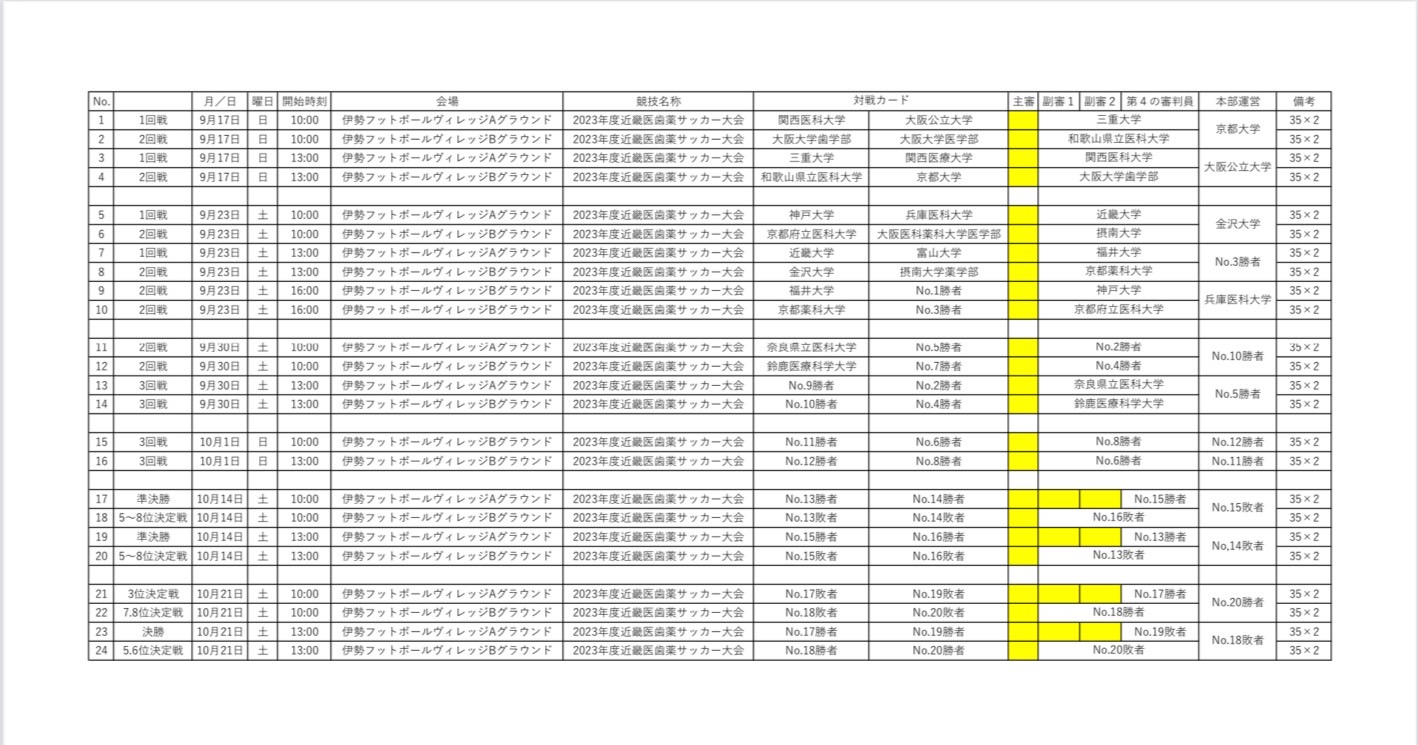 No. 月／日 曜日 開始時刻 会場 競技名称 対戦カード 主審 副審１ 副審２ 第４の審判員 本部運営 備考
1 1回戦 9月17日 日 10:00 伊勢フットボールヴィレッジAグラウンド 2023年度近畿医歯薬サッカー大会 関西医科大学 大阪公立大学 三重大学 京都大学 35×2
2 2回戦 9月17日 日 10:00 伊勢フットボールヴィレッジBグラウンド 2023年度近畿医歯薬サッカー大会 大阪大学歯学部 大阪大学医学部 和歌山県立医科大学 35×2
3 1回戦 9月17日 日 13:00 伊勢フットボールヴィレッジAグラウンド 2023年度近畿医歯薬サッカー大会 三重大学 関西医療大学 関西医科大学 大阪公立大学 35×2
4 2回戦 9月17日 日 13:00 伊勢フットボールヴィレッジBグラウンド 2023年度近畿医歯薬サッカー大会 和歌山県立医科大学 京都大学 大阪大学歯学部 35×2
5 1回戦 9月23日 土 10:00 伊勢フットボールヴィレッジAグラウンド 2023年度近畿医歯薬サッカー大会 神戸大学 兵庫医科大学 近畿大学 金沢大学 35×2
6 2回戦 9月23日 土 10:00 伊勢フットボールヴィレッジBグラウンド 2023年度近畿医歯薬サッカー大会 京都府立医科大学 大阪医科薬科大学医学部 摂南大学 35×2
7 1回戦 9月23日 土 13:00 伊勢フットボールヴィレッジAグラウンド 2023年度近畿医歯薬サッカー大会 近畿大学 富山大学 福井大学 No.3勝者 35×2
8 2回戦 9月23日 土 13:00 伊勢フットボールヴィレッジBグラウンド 2023年度近畿医歯薬サッカー大会 金沢大学 摂南大学薬学部 京都薬科大学 35×2
9 2回戦 9月23日 土 16:00 伊勢フットボールヴィレッジAグラウンド 2023年度近畿医歯薬サッカー大会 福井大学 No.1勝者 神戸大学 兵庫医科大学 35×2
10 2回戦 9月23日 土 16:00 伊勢フットボールヴィレッジBグラウンド 2023年度近畿医歯薬サッカー大会 京都薬科大学 No.3勝者 京都府立医科大学 35×2
11 2回戦 9月30日 土 10:00 伊勢フットボールヴィレッジAグラウンド 2023年度近畿医歯薬サッカー大会 奈良県立医科大学 No.5勝者 No.2勝者 No.10勝者 35×2
12 2回戦 9月30日 土 10:00 伊勢フットボールヴィレッジBグラウンド 2023年度近畿医歯薬サッカー大会 鈴鹿医療科学大学 No.7勝者 No.4勝者 35×2
13 3回戦 9月30日 土 13:00 伊勢フットボールヴィレッジAグラウンド 2023年度近畿医歯薬サッカー大会 No.9勝者 No.2勝者 奈良県立医科大学 No.5勝者 35×2
14 3回戦 9月30日 土 13:00 伊勢フットボールヴィレッジBグラウンド 2023年度近畿医歯薬サッカー大会 No.10勝者 No.4勝者 鈴鹿医療科学大学 35×2
15 3回戦 10月1日 日 10:00 伊勢フットボールヴィレッジBグラウンド 2023年度近畿医歯薬サッカー大会 No.11勝者 No.6勝者 No.8勝者 No.12勝者 35×2
16 3回戦 10月1日 日 13:00 伊勢フットボールヴィレッジBグラウンド 2023年度近畿医歯薬サッカー大会 No.12勝者 No.8勝者 No.6勝者 No.11勝者 35×2
17 準決勝 10月14日 土 10:00 伊勢フットボールヴィレッジAグラウンド 2023年度近畿医歯薬サッカー大会 No.13勝者 No.14勝者 No.15勝者 No.15敗者 35×2
18 5〜8位決定戦 10月14日 土 10:00 伊勢フットボールヴィレッジBグラウンド 2023年度近畿医歯薬サッカー大会 No.13敗者 No.14敗者 No.16敗者 35×2
19 準決勝 10月14日 土 13:00 伊勢フットボールヴィレッジAグラウンド 2023年度近畿医歯薬サッカー大会 No.15勝者 No.16勝者 No.13勝者 No,14敗者 35×2
20 5〜8位決定戦 10月14日 土 13:00 伊勢フットボールヴィレッジBグラウンド 2023年度近畿医歯薬サッカー大会 No.15敗者 No.16敗者 No.13敗者 35×2
21 3位決定戦 10月21日 土 10:00 伊勢フットボールヴィレッジAグラウンド 2023年度近畿医歯薬サッカー大会 No.17敗者 No.19敗者 No.17勝者 No.20勝者 35×2
22 7.8位決定戦 10月21日 土 10:00 伊勢フットボールヴィレッジBグラウンド 2023年度近畿医歯薬サッカー大会 No.18敗者 No.20敗者 No.18勝者 35×2
23 決勝 10月21日 土 13:00 伊勢フットボールヴィレッジAグラウンド 2023年度近畿医歯薬サッカー大会 No.17勝者 No.19勝者 No.19敗者 No.18敗者 35×2
24 5.6位決定戦 10月21日 土 13:00 伊勢フットボールヴィレッジBグラウンド 2023年度近畿医歯薬サッカー大会 No.18勝者 No.20勝者 No.20敗者 35×2